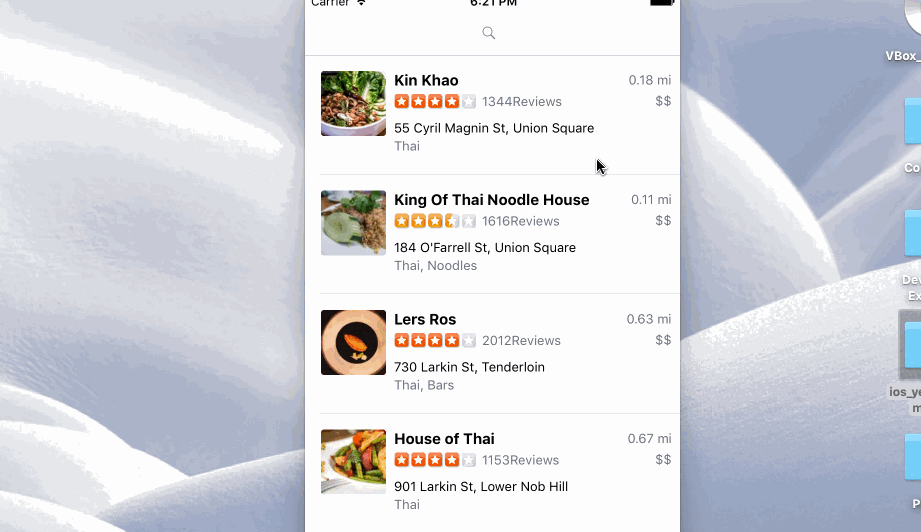 Carrier 6:21 PM
Kin Khao 0.18 mi
1344Reviews $$
55 Cyril Magnin St, Union Square
Thai
King Of Thai Noodle House 0.11 mi
1616Reviews $$
184 O'Farrell St, Union Square
Thai, Noodles
Lers Ros 0.63 mi
2012Reviews $$
730 Larkin St, Tenderloin
Thai, Bars
House of Thai 0.67 mi
1153Reviews $$
901 Larkin St, Lower Nob Hill
Thai
VBox_
Co
Dev
Ex
ios_ye
m
P